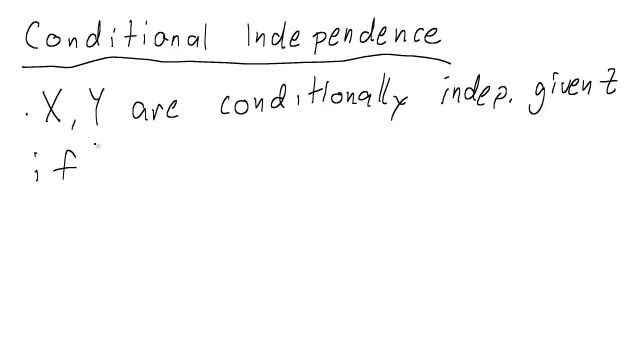 Conditional Independence
. X, Y are conditionally indep. given Z
if